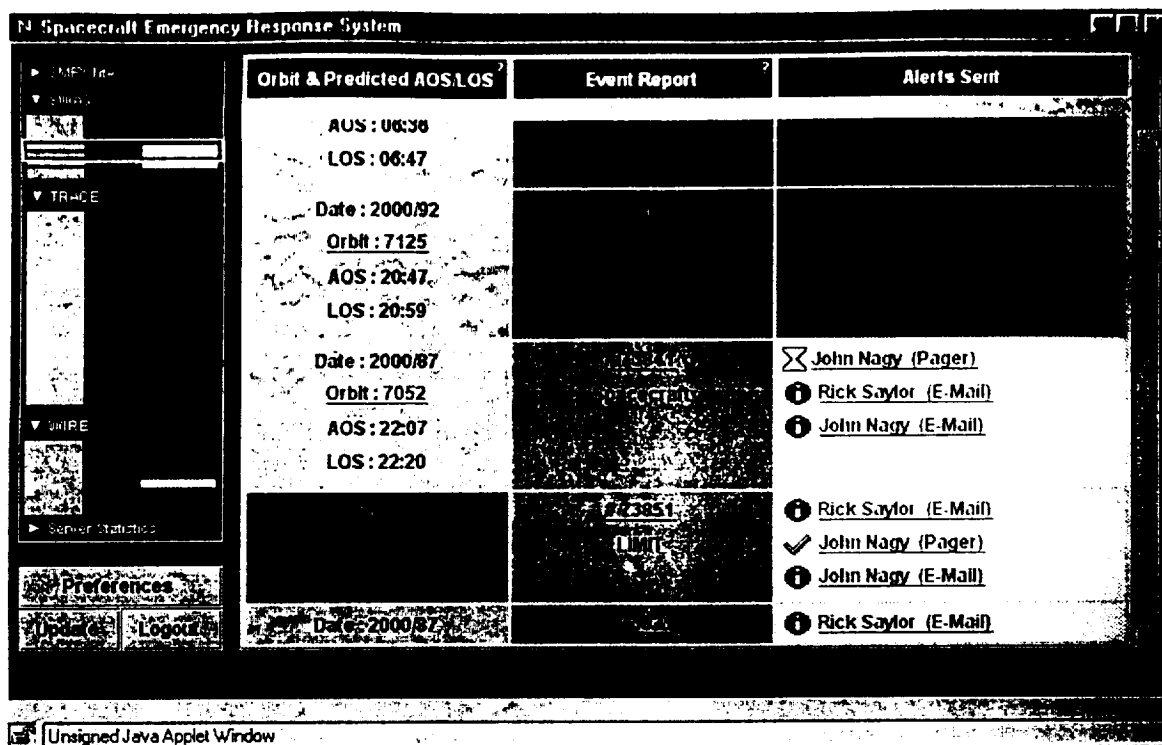 Spacecraft Emergency Response System
Orbit & Predicted AOS/LOS ?
Event Report ?
Alerts Sent
▼ TRACE
▼ WIRE
► Server Statistics
Preferences
Update Logout
AOS : 06:36
LOS : 06:47
Date : 2000/92
Orbit : 7125
AOS : 20:47
LOS : 20:59
Date : 2000/87
Orbit : 7052
AOS : 22:07
LOS : 22:20
John Nagy (Pager)
Rick Saylor (E-Mail)
John Nagy (E-Mail)
LIMIT
Rick Saylor (E-Mail)
John Nagy (Pager)
John Nagy (E-Mail)
Date : 2000/87
Rick Saylor (E-Mail)
Unsigned Java Applet Window